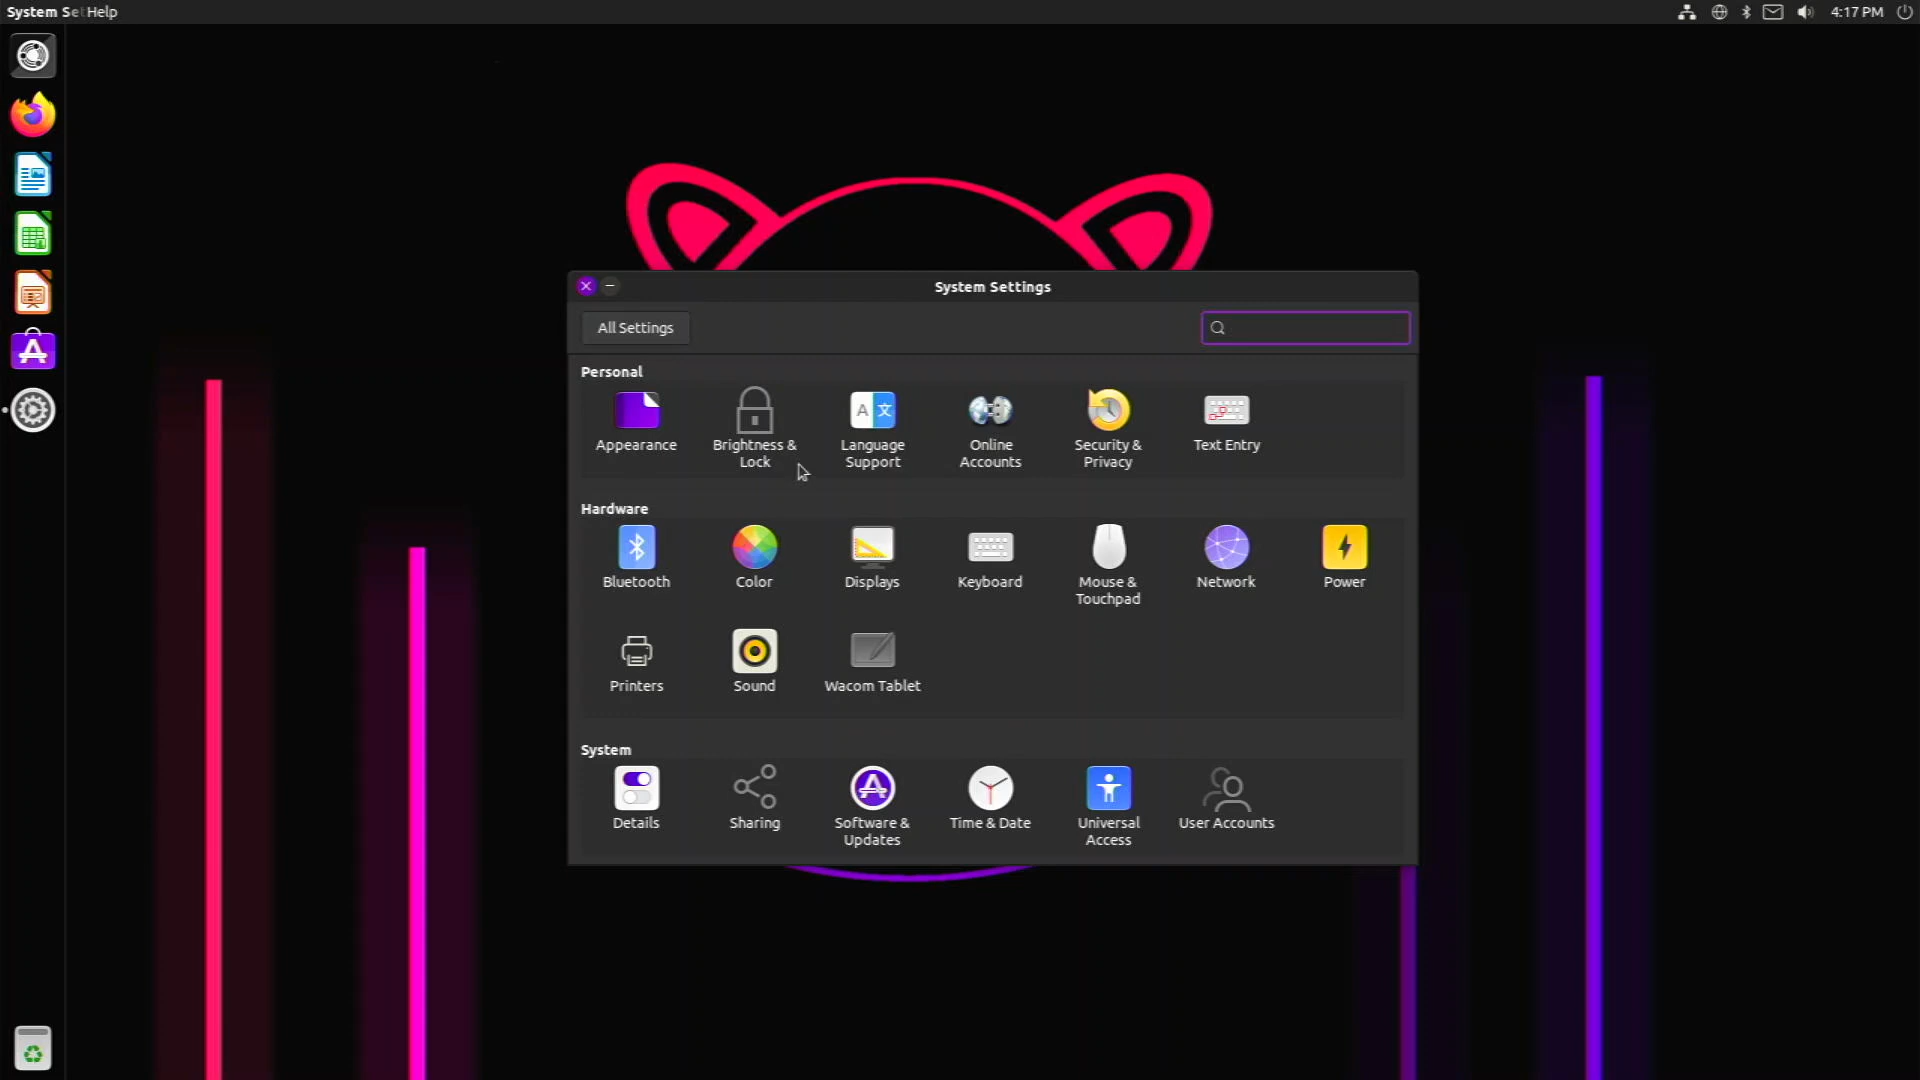 System Se Help
4:17 PM
System Settings
All Settings
Personal
Appearance
Brightness &
Lock
Language
Support
Online
Accounts
Security &
Privacy
Text Entry
Hardware
Bluetooth
Color
Displays
Keyboard
Mouse &
Touchpad
Network
Power
Printers
Sound
Wacom Tablet
System
Details
Sharing
Software &
Updates
Time & Date
Universal
Access
User Accounts